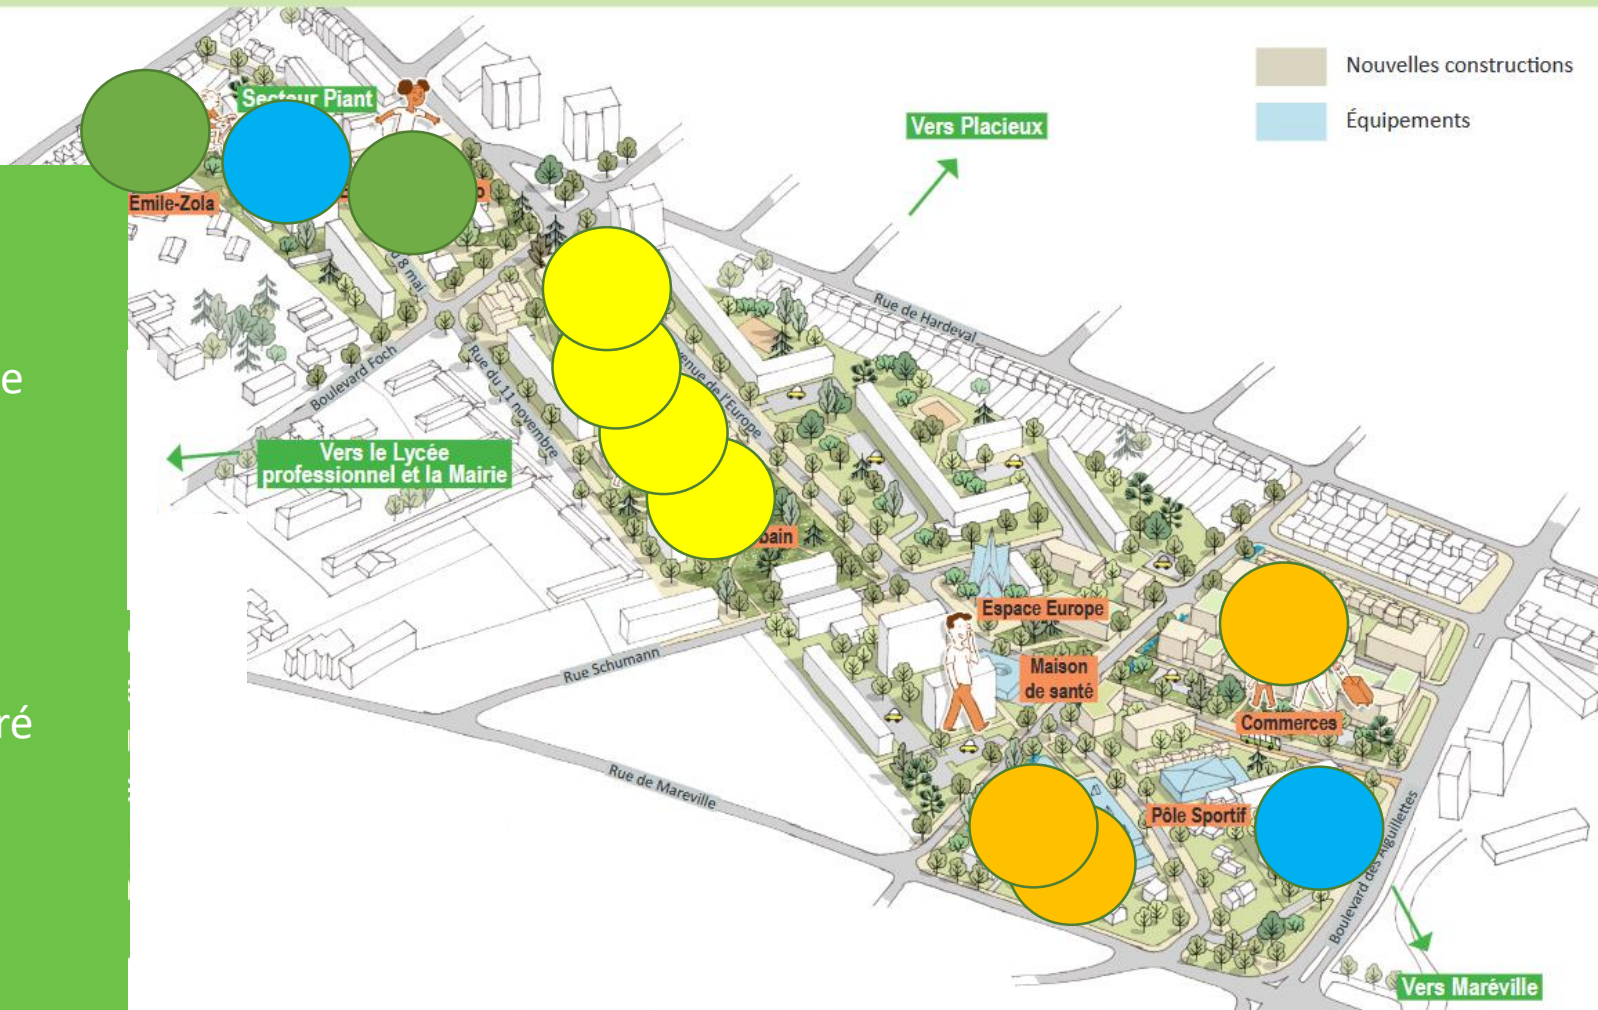 Nouvelles constructions
Équipements
Secteur Piant
Vers Placieux
Emile-Zola
8 mai
Rue de Hardeval
Boulevard Foch
Rue du 11 novembre
venue de l'Europe
e
Vers le Lycée
professionnel et la Mairie
bain
Espace Europe
Maison
de santé
Rue Schumann
ré
Commerces
Rue de Mareville
Pôle Sportif
Boulevard des Aiguillettes
Vers Maréville